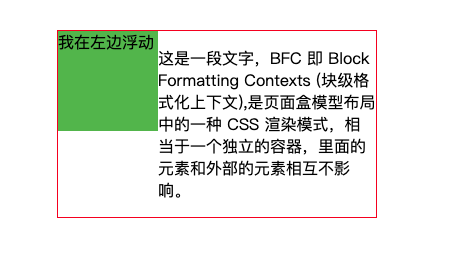 我在左边浮动
这是一段文字，BFC 即 Block
Formatting Contexts (块级
格式化上下文),是页面盒模型布局
中的一种 CSS 渲染模式，相
当于一个独立的容器，里面的
元素和外部的元素相互不影
响。